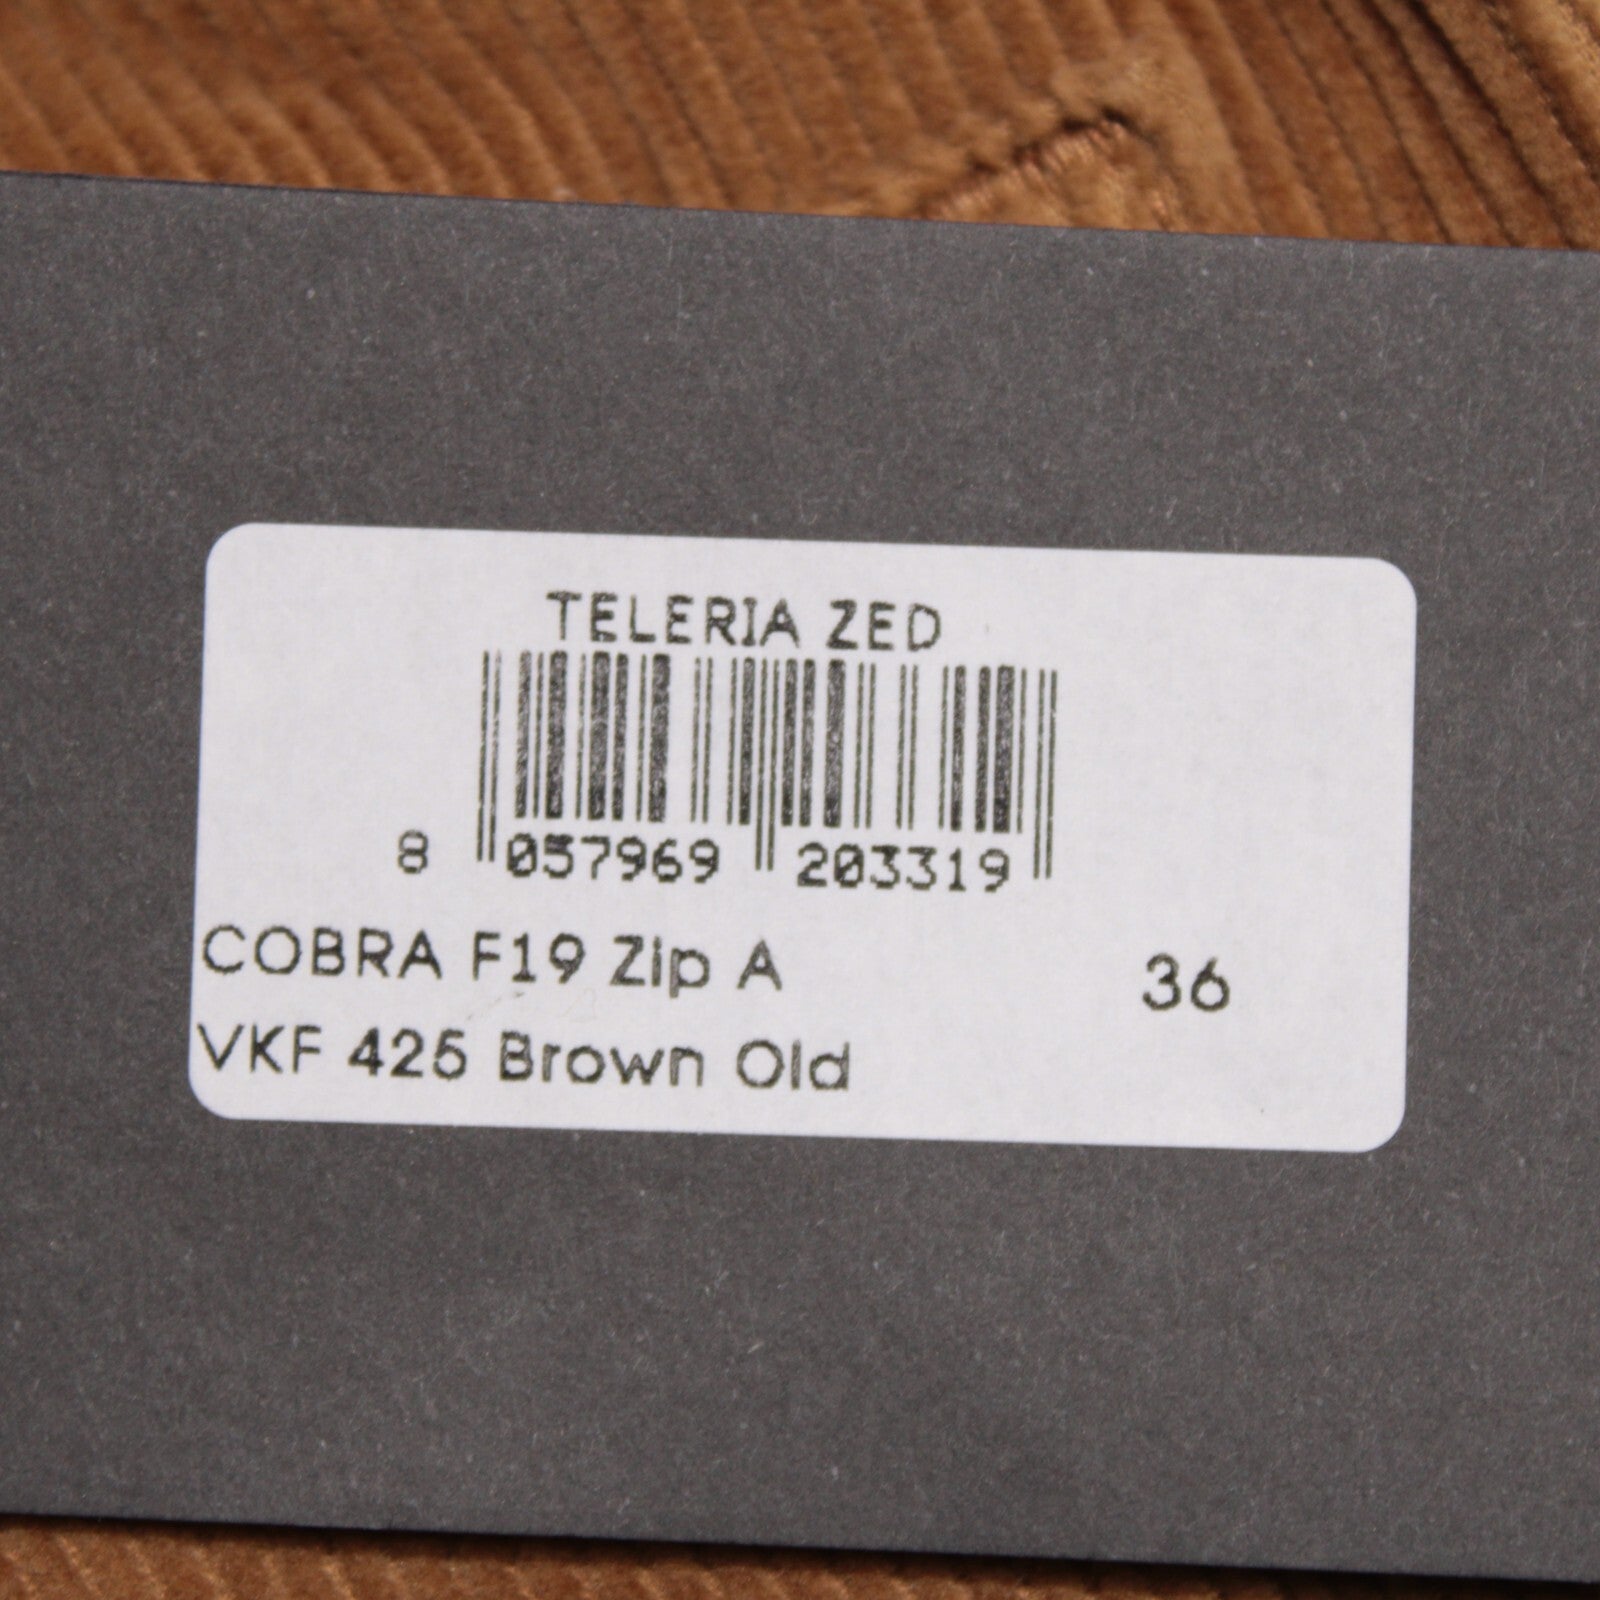 TELERIA ZED
8 057969 203319
COBRA F19 Zip A 36
VKF 425 Brown Old